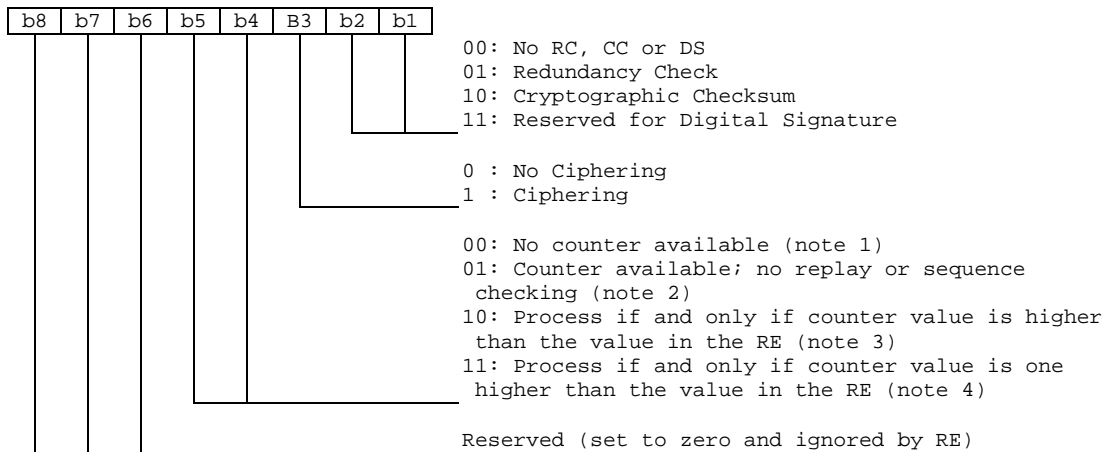 b8 b7 b6 b5 b4 B3 b2 b1
00: No RC, CC or DS
01: Redundancy Check
10: Cryptographic Checksum
11: Reserved for Digital Signature
0 : No Ciphering
1 : Ciphering
00: No counter available (note 1)
01: Counter available; no replay or sequence
checking (note 2)
10: Process if and only if counter value is higher
than the value in the RE (note 3)
11: Process if and only if counter value is one
higher than the value in the RE (note 4)
Reserved (set to zero and ignored by RE)